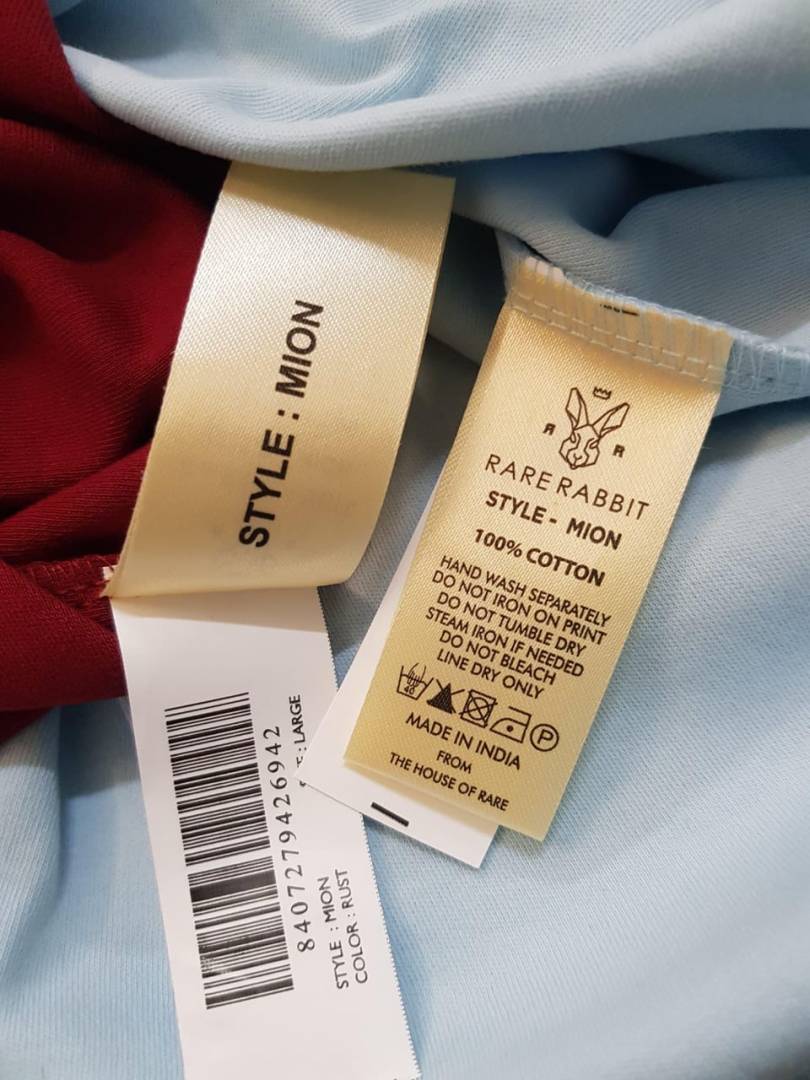 STYLE : MION
R R
RARE RABBIT
STYLE - MION
100% COTTON
HAND WASH SEPARATELY
DO NOT IRON ON PRINT
DO NOT TUMBLE DRY
STEAM IRON IF NEEDED
DO NOT BLEACH
LINE DRY ONLY
40
P
MADE IN INDIA
FROM
THE HOUSE OF RARE
8407279426942
: LARGE
STYLE : MION
COLOR : RUST